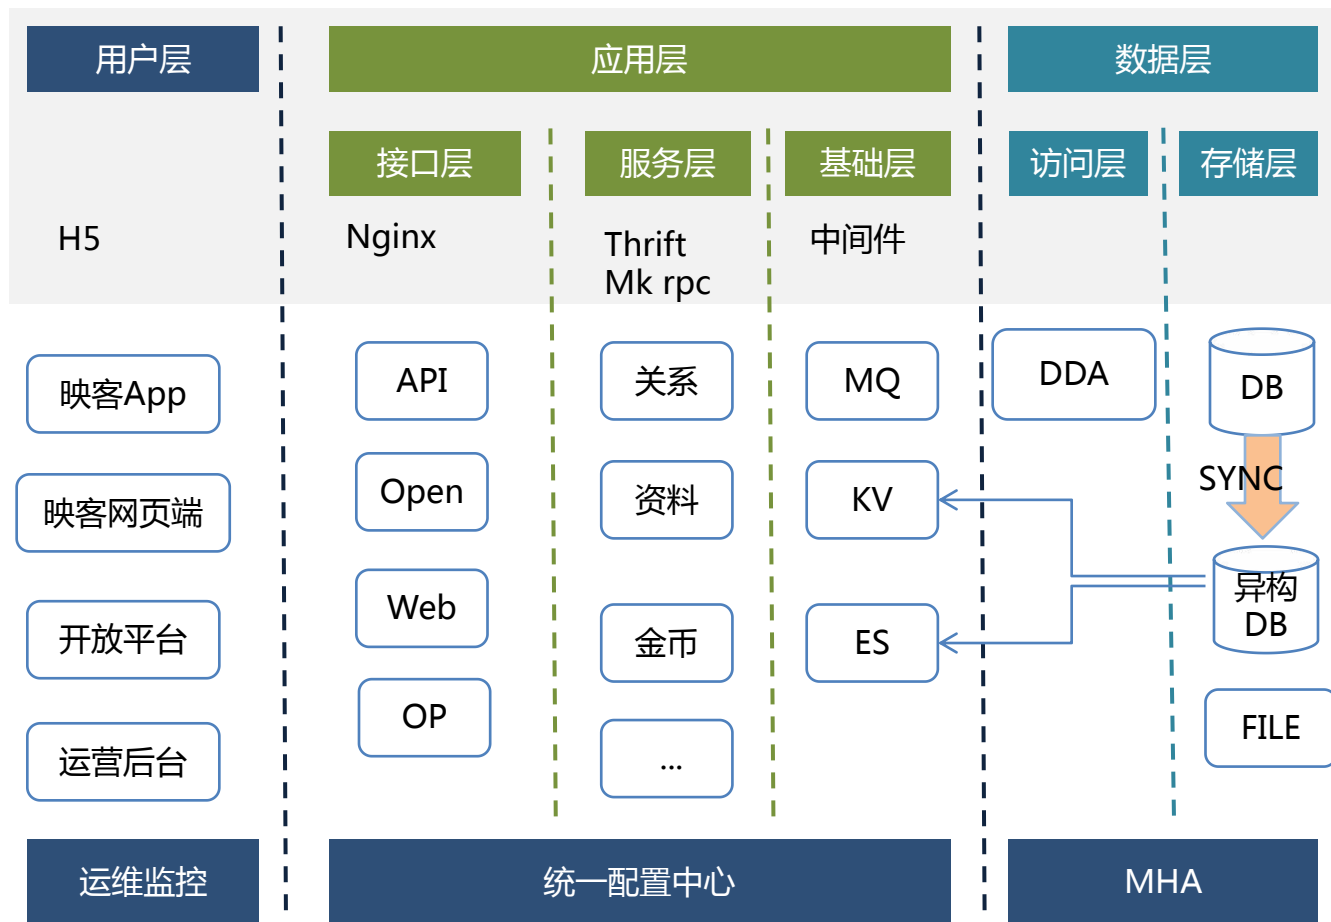 用户层
应用层
数据层
接口层
服务层
基础层
访问层
存储层
H5
Nginx
Thrift
Mk rpc
中间件
映客App
API
关系
MQ
DDA
DB
映客网页端
Open
资料
KV
SYNC
开放平台
Web
金币
ES
异构
DB
运营后台
OP
...
FILE
运维监控
统一配置中心
MHA